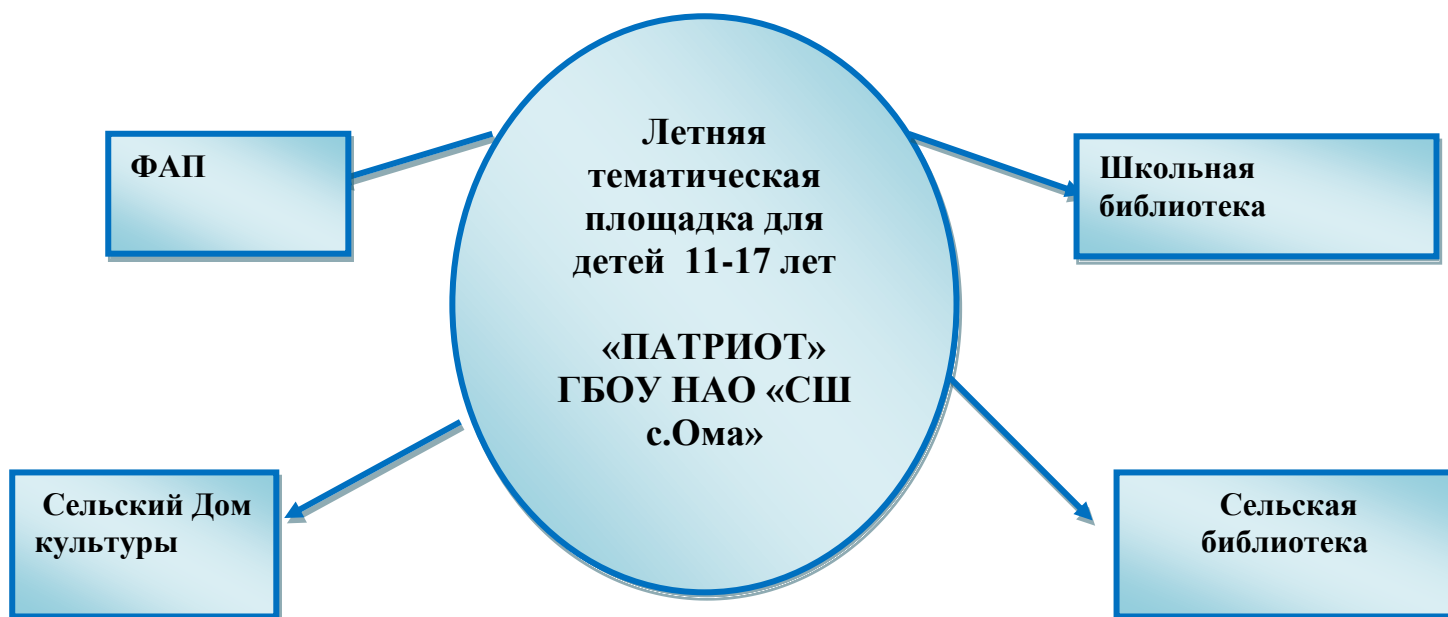 ФАП
Летняя
тематическая
площадка для
детей 11-17 лет
«ПАТРИОТ»
ГБОУ НАО «СШ
с.Ома»
Школьная
библиотека
Сельский Дом
культуры
Сельская
библиотека